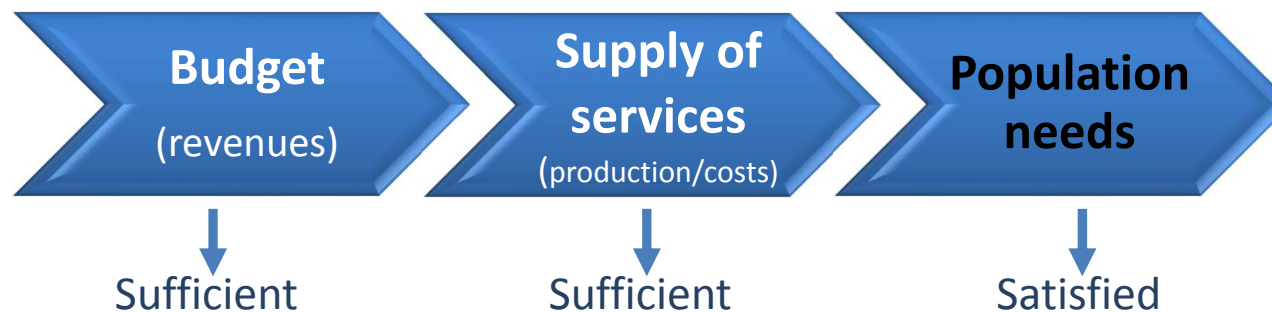 Budget
(revenues)
Supply of
services
(production/costs)
Population
needs
Sufficient
Sufficient
Satisfied